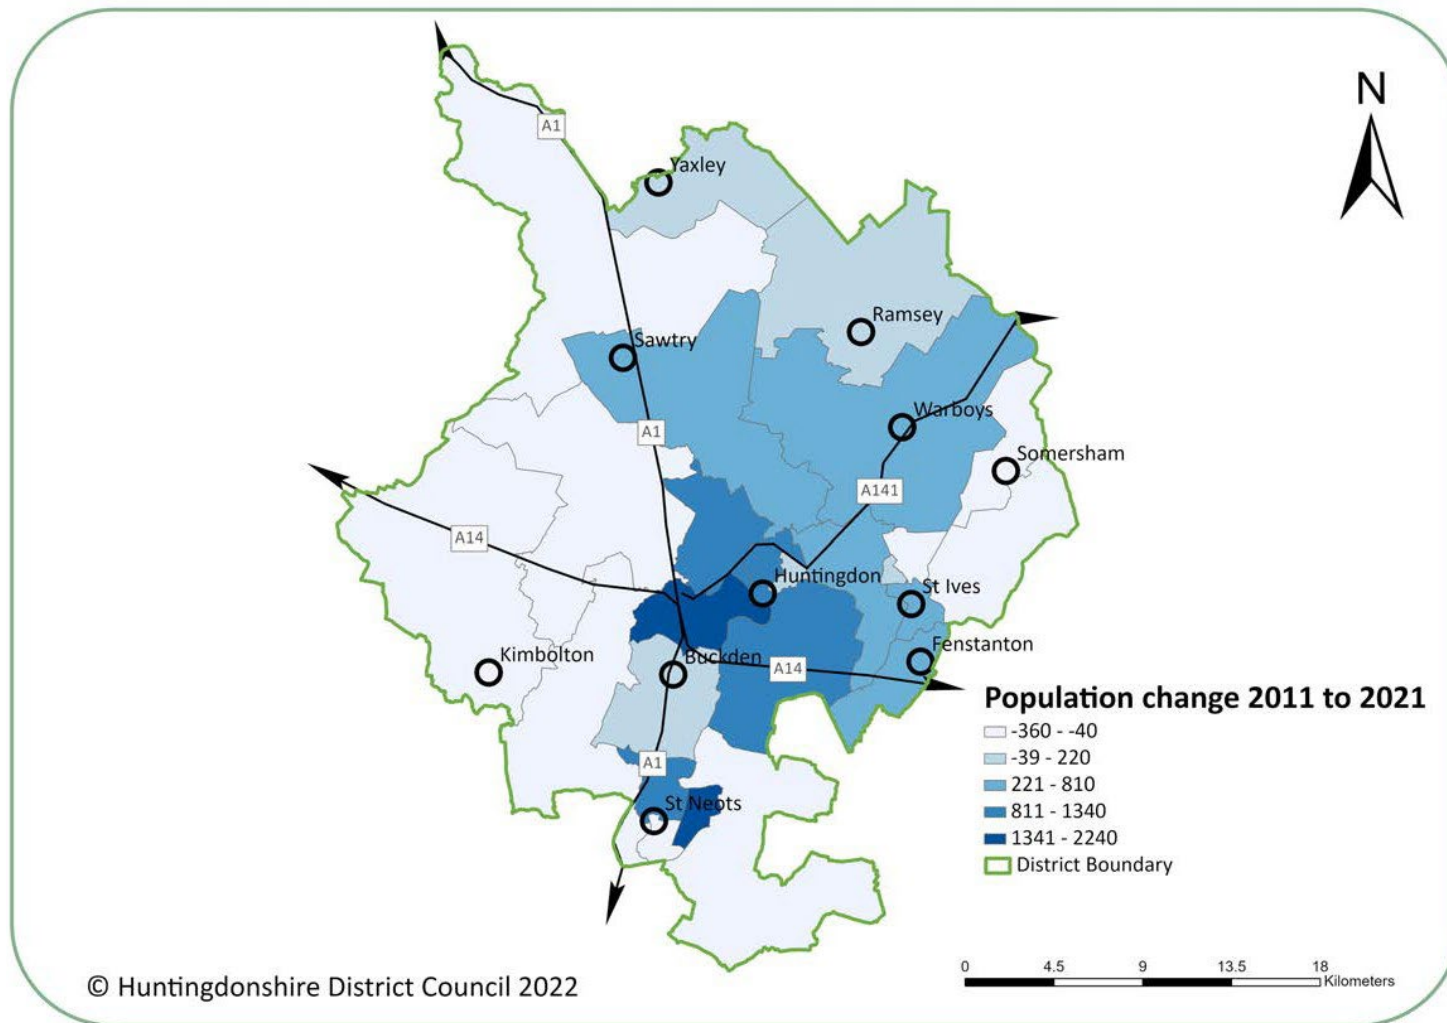 N
A1
Yaxley
Ramsey
Sawtry
Warboys
A1
Somersham
A141
A14
Huntingdon
St Ives
Kimbolton
Buckden
Fenstanton
A14
A1
St Neots
Population change 2011 to 2021
-360 - -40
-39 - 220
221 - 810
811 - 1340
1341 - 2240
District Boundary
0 4.5 9 13.5 18
Kilometers
© Huntingdonshire District Council 2022